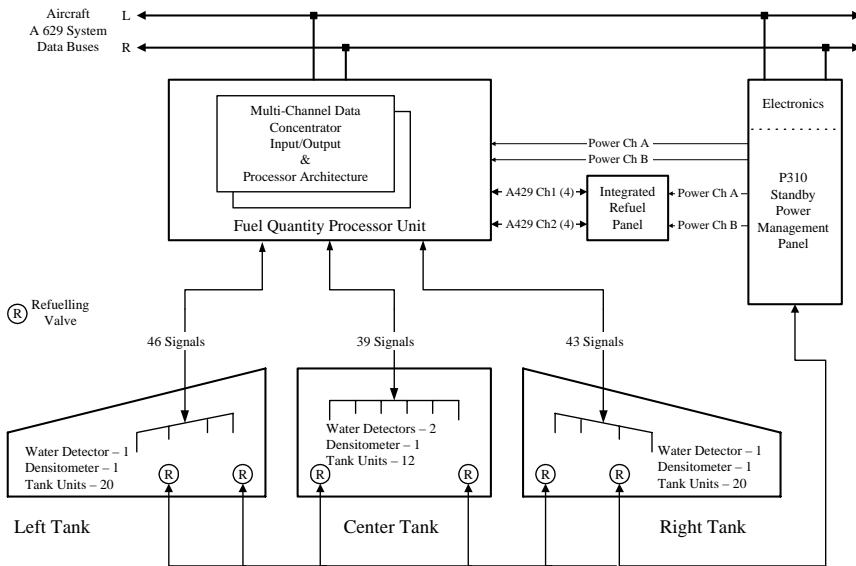 Aircraft L
A 629 System
Data Buses R
Multi-Channel Data
Concentrator
Input/Output
&
Processor Architecture
Fuel Quantity Processor Unit
Power Ch A
Power Ch B
A429 Ch1 (4)
A429 Ch2 (4)
Integrated
Refuel
Panel
Power Ch A
Power Ch B
Electronics
P310
Standby
Power
Management
Panel
R Refuelling
Valve
46 Signals
39 Signals
43 Signals
Water Detector – 1
Densitometer – 1
Tank Units – 20
R R
Left Tank
Water Detectors – 2
Densitometer – 1
Tank Units – 12
R R
Center Tank
Water Detector – 1
Densitometer – 1
Tank Units – 20
R R
Right Tank